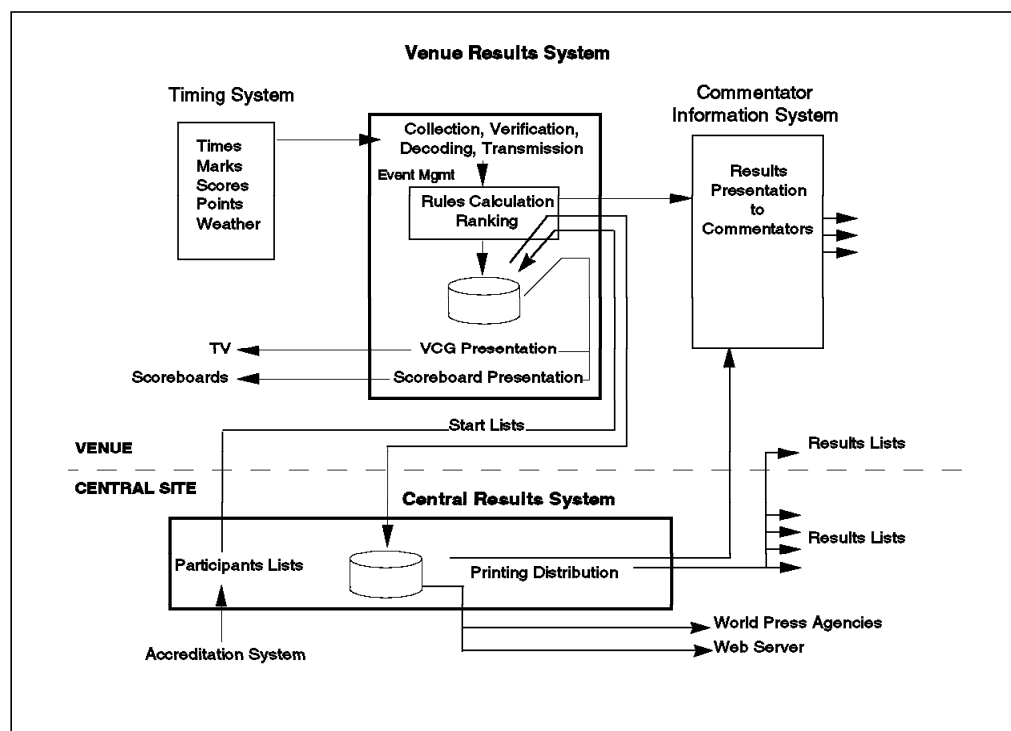 Venue Results System
Timing System
Commentator
Information System
Times
Marks
Scores
Points
Weather
Collection, Verification,
Decoding, Transmission
Event Mgmt
Rules Calculation
Ranking
Results
Presentation
to
Commentators
TV
VCG Presentation
Scoreboards
Scoreboard Presentation
Start Lists
VENUE
Results Lists
CENTRAL SITE
Central Results System
Participants Lists
Printing Distribution
Results Lists
World Press Agencies
Web Server
Accreditation System